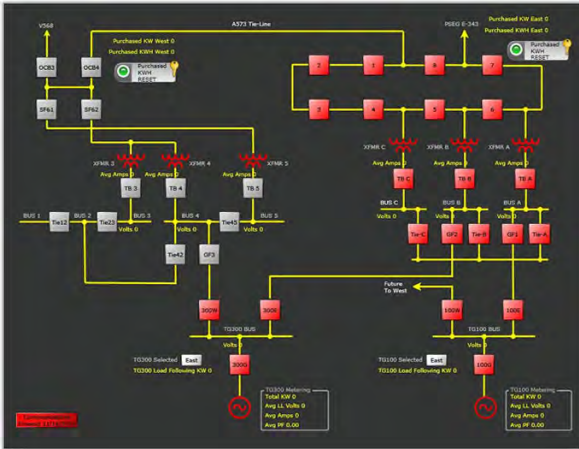 V568
A573 Tie-Line
PSEG E-343
Purchased KW East 0
Purchased KWH East 0
Purchased KW West 0
Purchased KWH West 0
Purchased
KWH
RESET
Purchased
KWH
RESET
OCB3
OCB4
2
1
8
7
SF61
SF62
3
4
5
6
XFMR 3
XFMR 4
XFMR 5
XFMR C
XFMR B
XFMR A
Avg Amps 0
Avg Amps 0
Avg Amps 0
Avg Amps 0
Avg Amps 0
Avg Amps 0
TB 3
TB 4
TB 5
TB C
TB B
TB A
BUS C
BUS B
BUS A
Volts 0
Volts 0
Volts 0
BUS 1
BUS 2
BUS 3
BUS 4
BUS 5
Tie12
Tie23
Tie45
Volts 0
Volts 0
Tie-C
GF2
Tie-B
GF1
Tie-A
Tie42
GF3
Future
To West
300W
300E
100W
100E
TG300 BUS
TG100 BUS
Volts 0
Volts 0
TG300 Selected
East
TG300 Load Following KW 0
300G
TG100 Selected
East
TG100 Load Following KW 0
100G
TG300 Metering
Total KW 0
Avg LL Volts 0
Avg Amps 0
Avg PF 0.00
TG100 Metering
Total KW 0
Avg LL Volts 0
Avg Amps 0
Avg PF 0.00